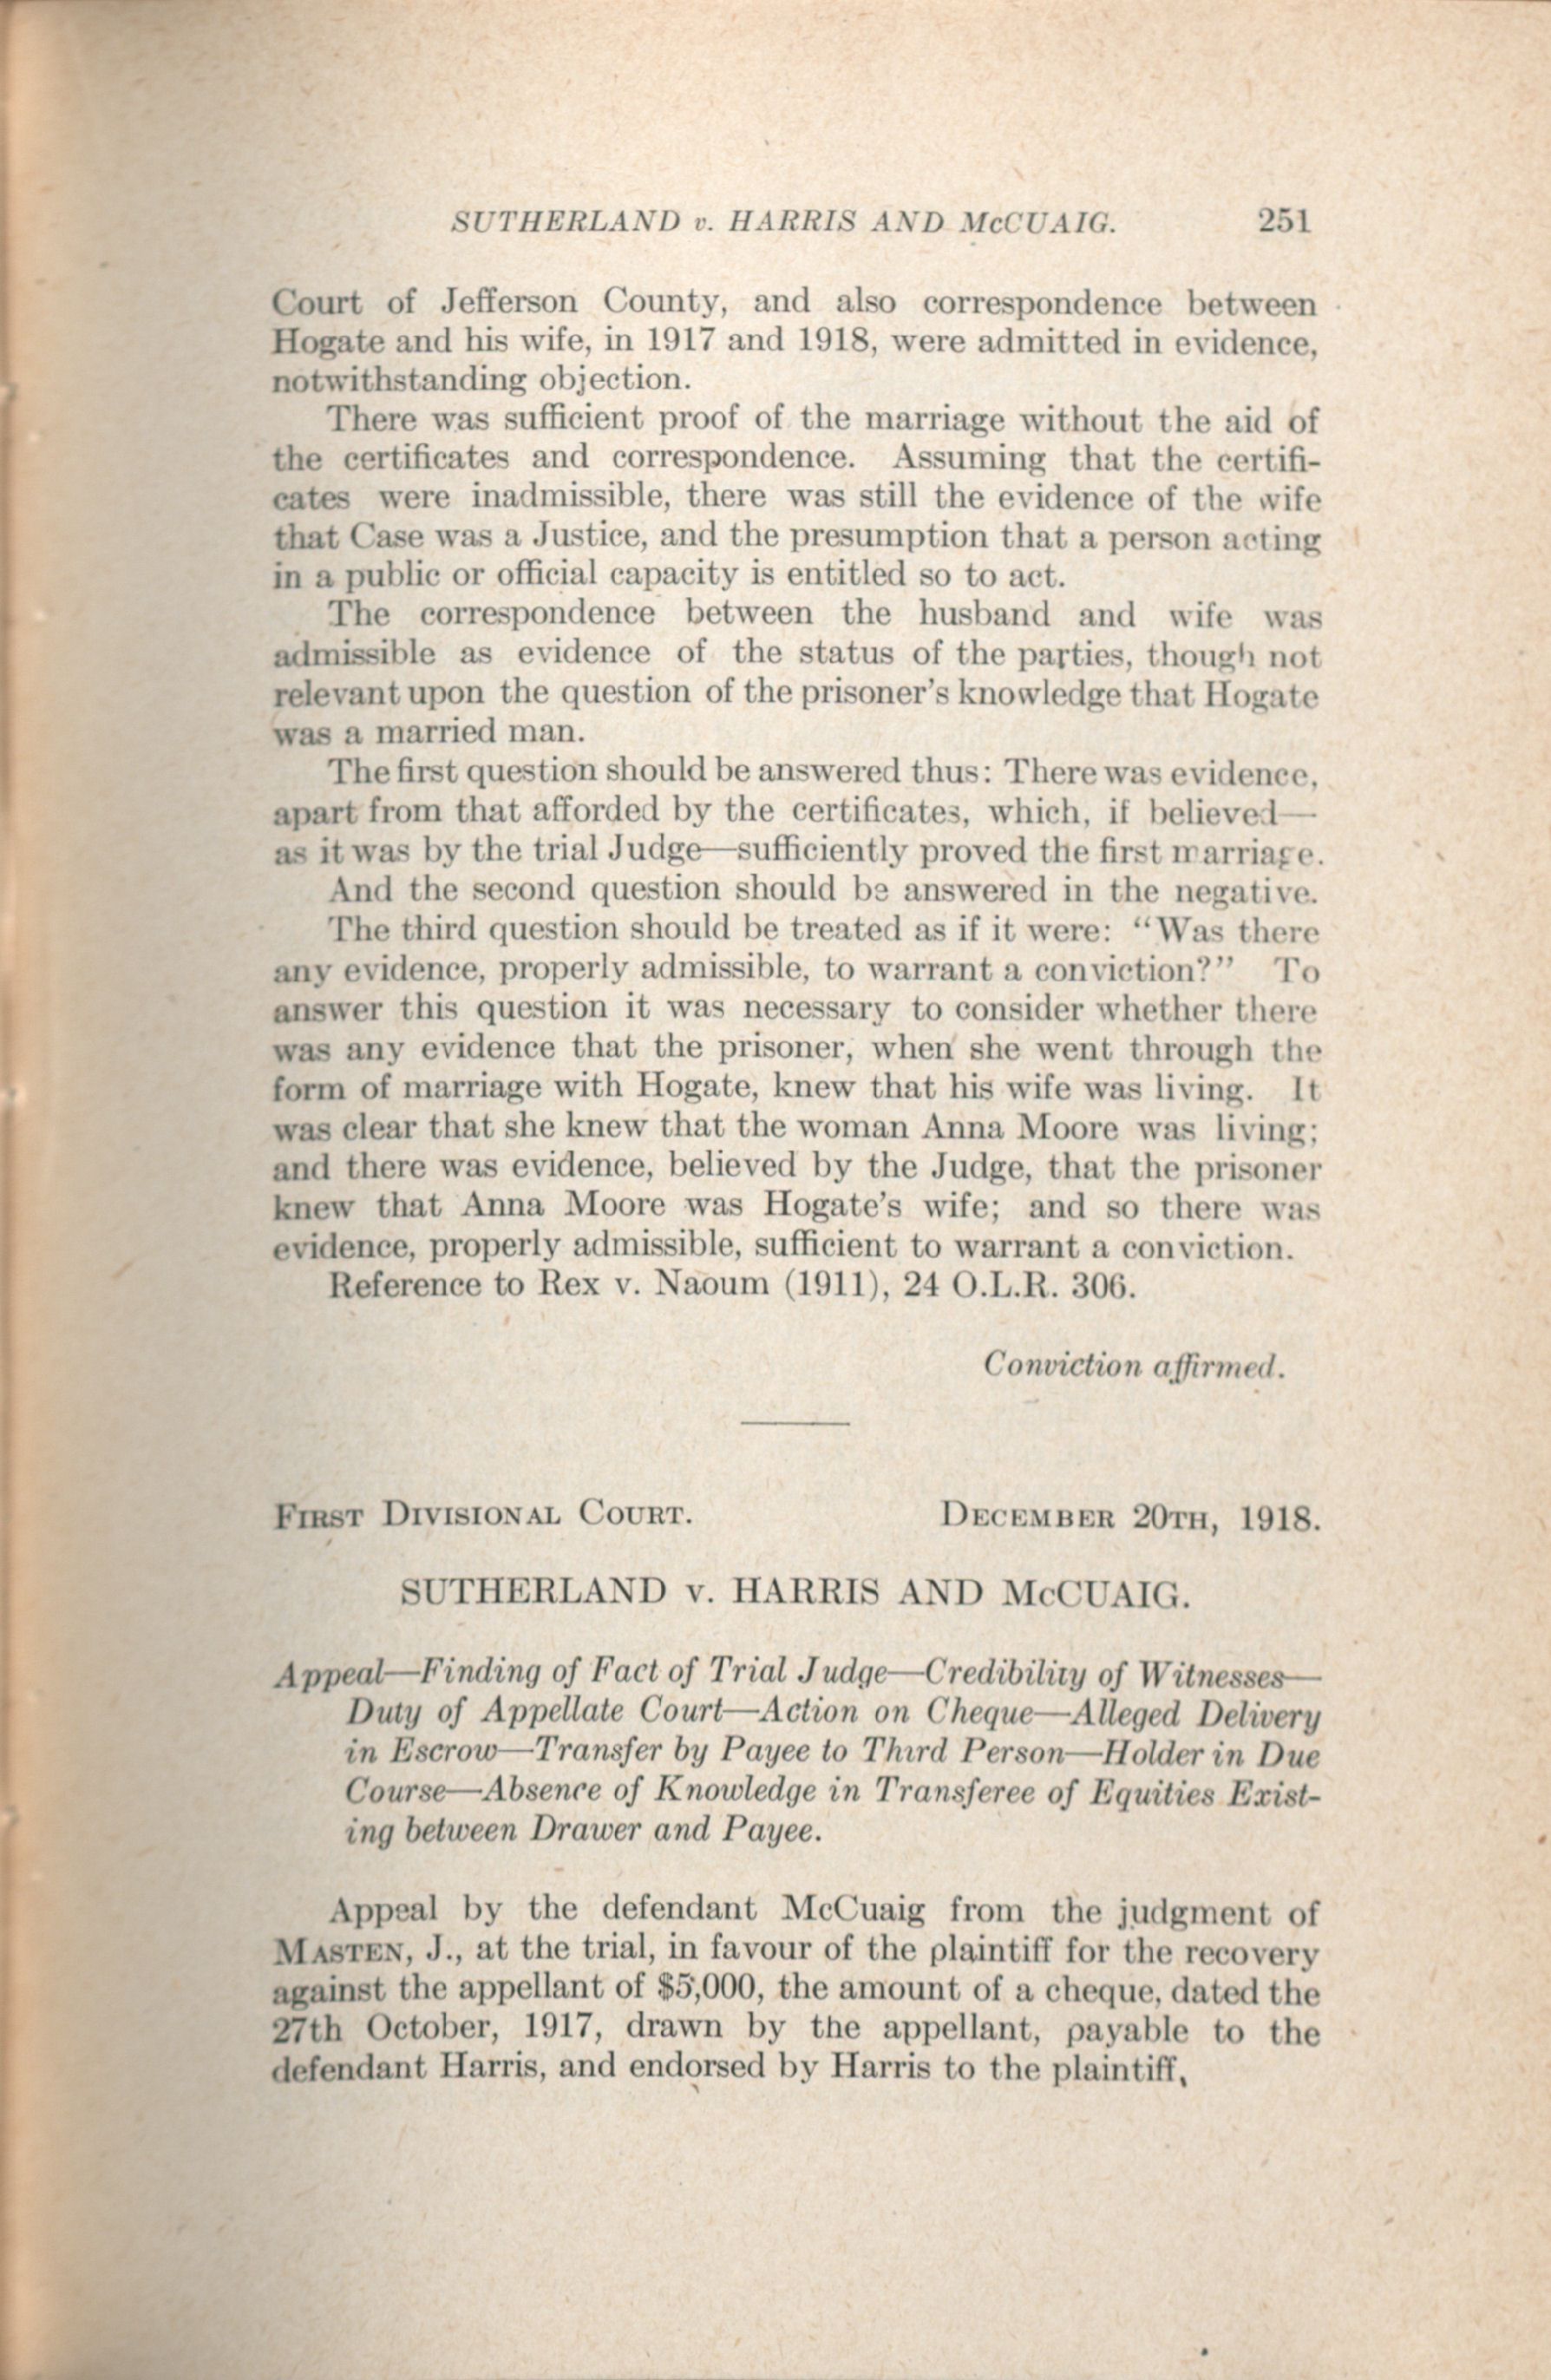 SUTHERLAND v. HARRIS AND McCUAIG. 251
Court of Jefferson County, and also correspondence between
Hogate and his wife, in 1917 and 1918, were admitted in evidence,
notwithstanding objection.
There was sufficient proof of the marriage without the aid of
the certificates and correspondence. Assuming that the certifi-
cates were inadmissible, there was still the evidence of the wife
that Case was a Justice, and the presumption that a person acting
in a public or official capacity is entitled so to act.
The correspondence between the husband and wife was
admissible as evidence of the status of the parties, though not
relevant upon the question of the prisoner's knowledge that Hogate
was a married man.
The first question should be answered thus: There was evidence,
apart from that afforded by the certificates, which, if believed—
as it was by the trial Judge—sufficiently proved the first marriage.
And the second question should be answered in the negative.
The third question should be treated as if it were: "Was there
any evidence, properly admissible, to warrant a conviction?" To
answer this question it was necessary to consider whether there
was any evidence that the prisoner, when she went through the
form of marriage with Hogate, knew that his wife was living. It
was clear that she knew that the woman Anna Moore was living;
and there was evidence, believed by the Judge, that the prisoner
knew that Anna Moore was Hogate's wife; and so there was
evidence, properly admissible, sufficient to warrant a conviction.
Reference to Rex v. Naoum (1911), 24 O.L.R. 306.
Conviction affirmed.
First Divisional Court. December 20th, 1918.
SUTHERLAND v. HARRIS AND McCUAIG.
Appeal—Finding of Fact of Trial Judge—Credibility of Witnesses—
Duty of Appellate Court—Action on Cheque—Alleged Delivery
in Escrow—Transfer by Payee to Third Person—Holder in Due
Course—Absence of Knowledge in Transferee of Equities Exist-
ing between Drawer and Payee.
Appeal by the defendant McCuaig from the judgment of
Masten, J., at the trial, in favour of the plaintiff for the recovery
against the appellant of $5,000, the amount of a cheque, dated the
27th October, 1917, drawn by the appellant, payable to the
defendant Harris, and endorsed by Harris to the plaintiff,